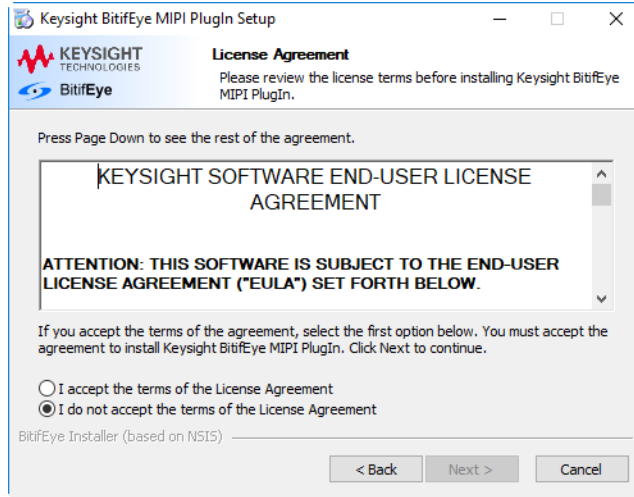 Keysight BitifEye MIPI PlugIn Setup
KEYSIGHT
TECHNOLOGIES
BitifEye
License Agreement
Please review the license terms before installing Keysight BitifEye
MIPI PlugIn.
Press Page Down to see the rest of the agreement.
KEYSIGHT SOFTWARE END-USER LICENSE
AGREEMENT
ATTENTION: THIS SOFTWARE IS SUBJECT TO THE END-USER
LICENSE AGREEMENT ("EULA") SET FORTH BELOW.
If you accept the terms of the agreement, select the first option below. You must accept the
agreement to install Keysight BitifEye MIPI PlugIn. Click Next to continue.
I accept the terms of the License Agreement
I do not accept the terms of the License Agreement
BitifEye Installer (based on NSIS)
< Back
Next >
Cancel